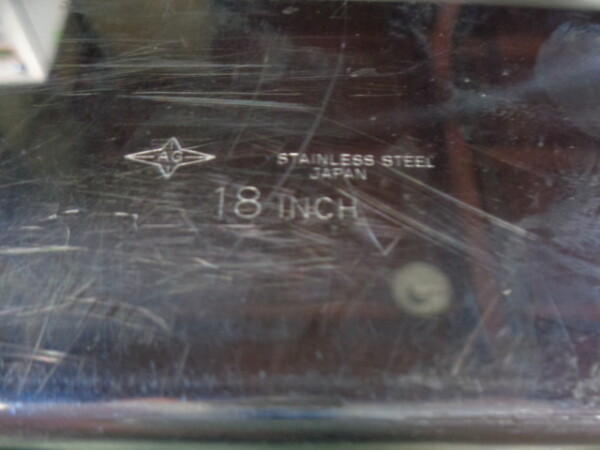 AG
STAINLESS STEEL
JAPAN
18 INCH